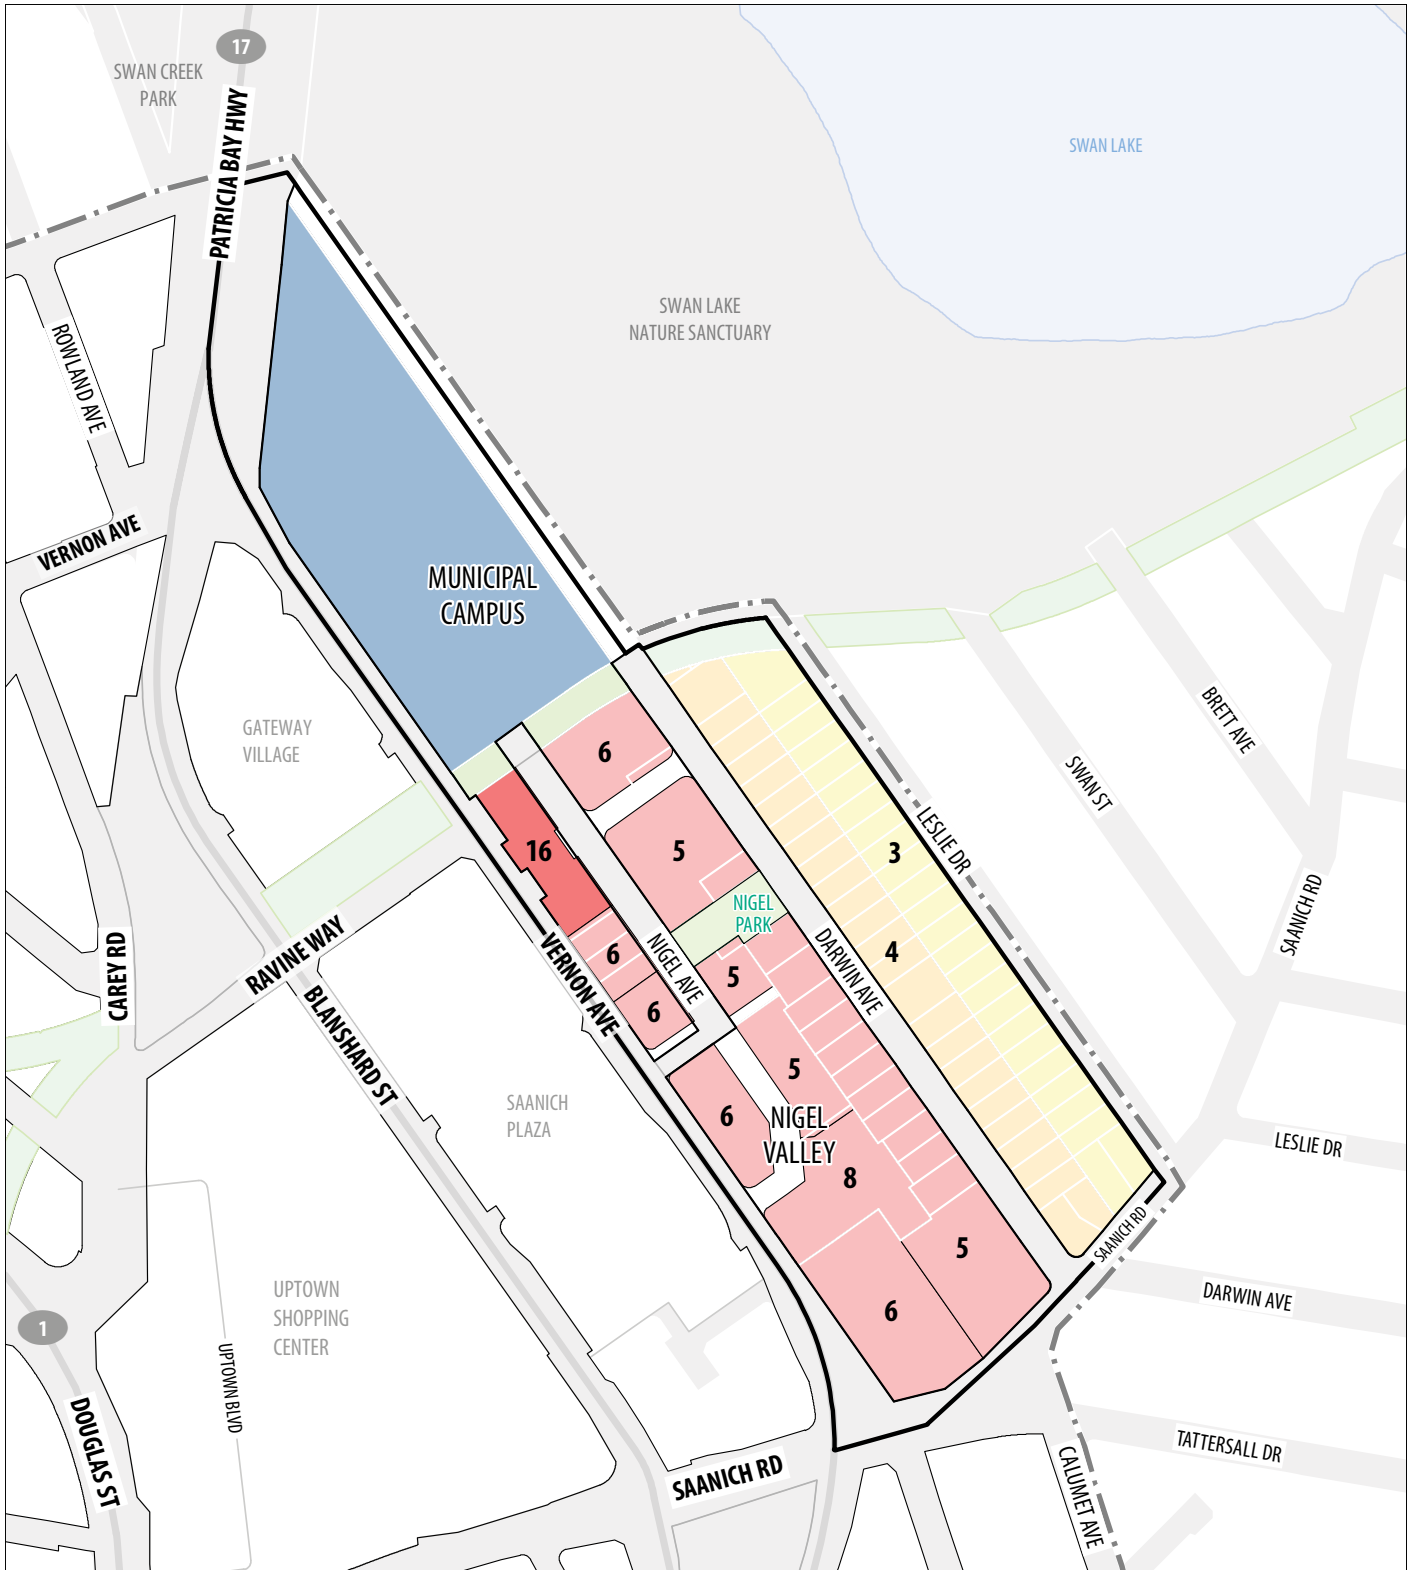 17
SWAN CREEK
PARK
PATRICIA BAY HWY
SWAN LAKE
SWAN LAKE
NATURE SANCTUARY
ROWLAND AVE
VERNON AVE
MUNICIPAL
CAMPUS
GATEWAY
VILLAGE
BRETT AVE
SWAN ST
LESLIE DR
6
16
5
3
NIGEL
PARK
SAANICH RD
CAREY RD
RAVINE WAY
VERNON AVE
6
NIGEL AVE
5
DARWIN AVE
4
6
BLANSHARD ST
5
SAANICH
PLAZA
6
NIGEL
VALLEY
8
LESLIE DR
SAANICH RD
5
6
DARWIN AVE
UPTOWN
SHOPPING
CENTER
1
UPTOWN BLVD
DOUGLAS ST
SAANICH RD
TATTERSALL DR
CALUMET AVE